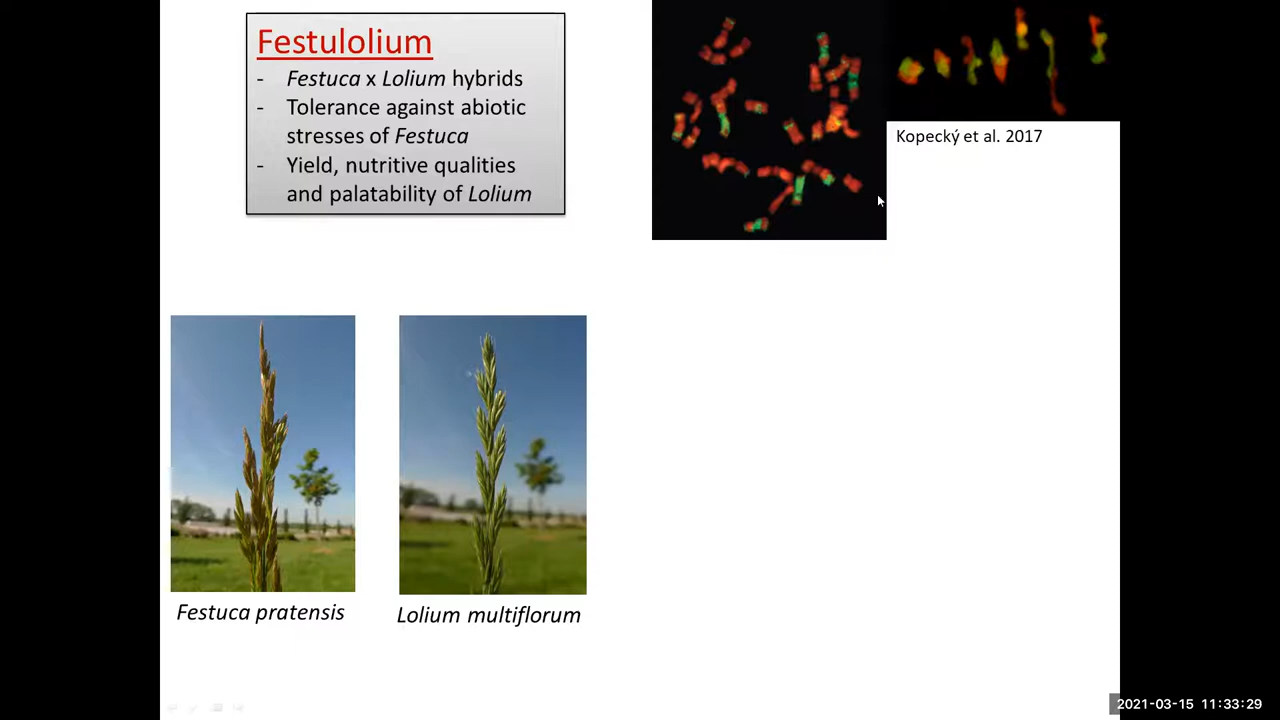 Festulolium
- Festuca x Lolium hybrids
- Tolerance against abiotic
stresses of Festuca
- Yield, nutritive qualities
and palatability of Lolium
Kopecký et al. 2017
Festuca pratensis
Lolium multiflorum
2021-03-15 11:33:29